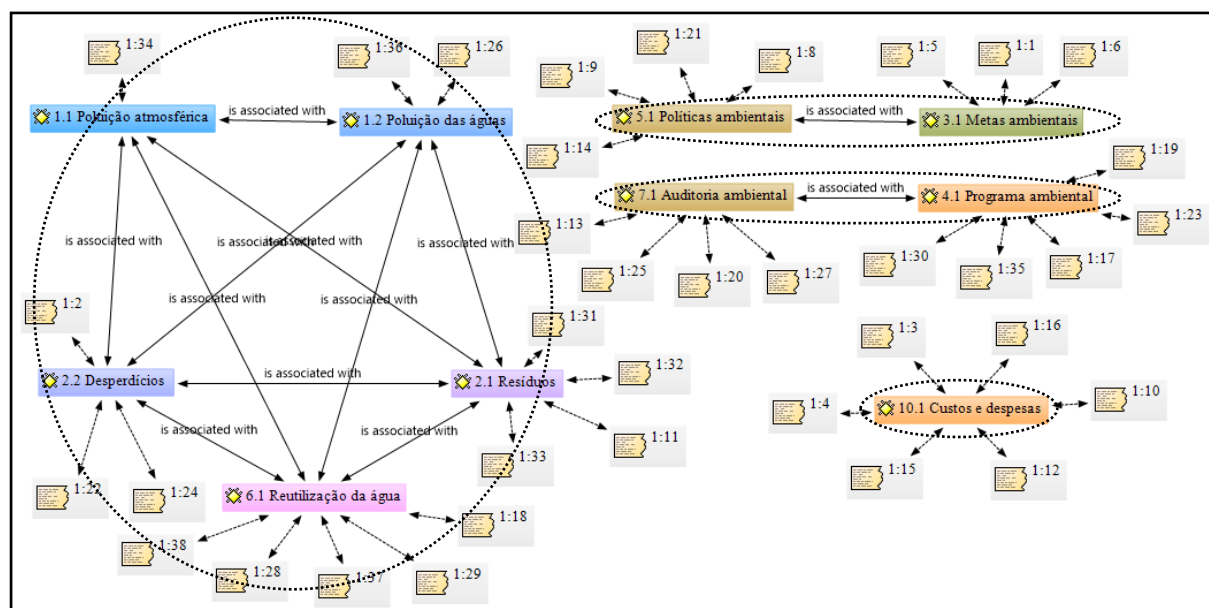 1:34
1:36
1:26
1.1 Poluição atmosférica
is associated with
1.2 Poluição das águas
is associated with
is associated with
is associated with
is associated with
is associated with
1:2
2.2 Desperdícios
is associated with
2.1 Resíduos
1:31
1:32
1:11
1:33
is associated with
is associated with
1:22
1:24
6.1 Reutilização da água
1:18
1:38
1:28
1:37
1:29
1:21
1:9
1:8
5.1 Políticas ambientais
1:14
is associated with
1:5
1:1
1:6
3.1 Metas ambientais
7.1 Auditoria ambiental
is associated with
4.1 Programa ambiental
1:19
1:23
1:13
1:25
1:20
1:27
1:30
1:35
1:17
1:3
1:16
1:4
10.1 Custos e despesas
1:10
1:15
1:12